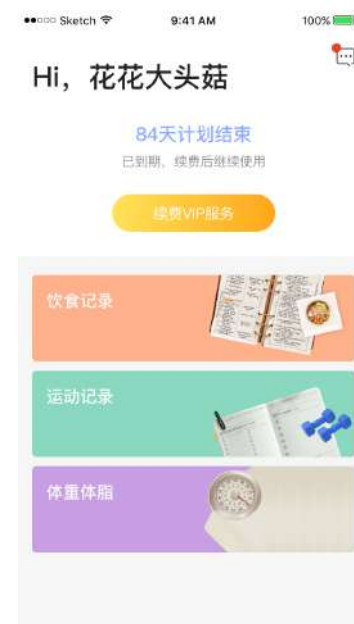 Sketch 9:41 AM 100%
Hi，花花大头菇
84天计划结束
已到期、续费后继续使用
续费VIP服务
饮食记录
运动记录
体重体脂